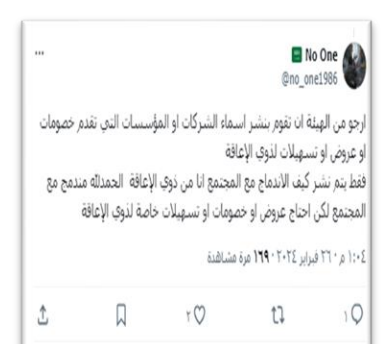 No One
@no_one1986
ارجو من الهيئة ان تقوم بنشر اسماء الشركات او المؤسسات التي تقدم خصومات
او عروض او تسهيلات لذوي الإعاقة
فقط يتم نشر كيف الاندماج مع المجتمع انا من ذوي الإعاقة الحمدلله مندمج مع
المجتمع لكن احتاج عروض او خصومات او تسهيلات خاصة لذوي الإعاقة
١:٠٤ م · ٢٦ فبراير ٢٠٢٤ · ١٦٩ مرة مشاهدة
١ ٢